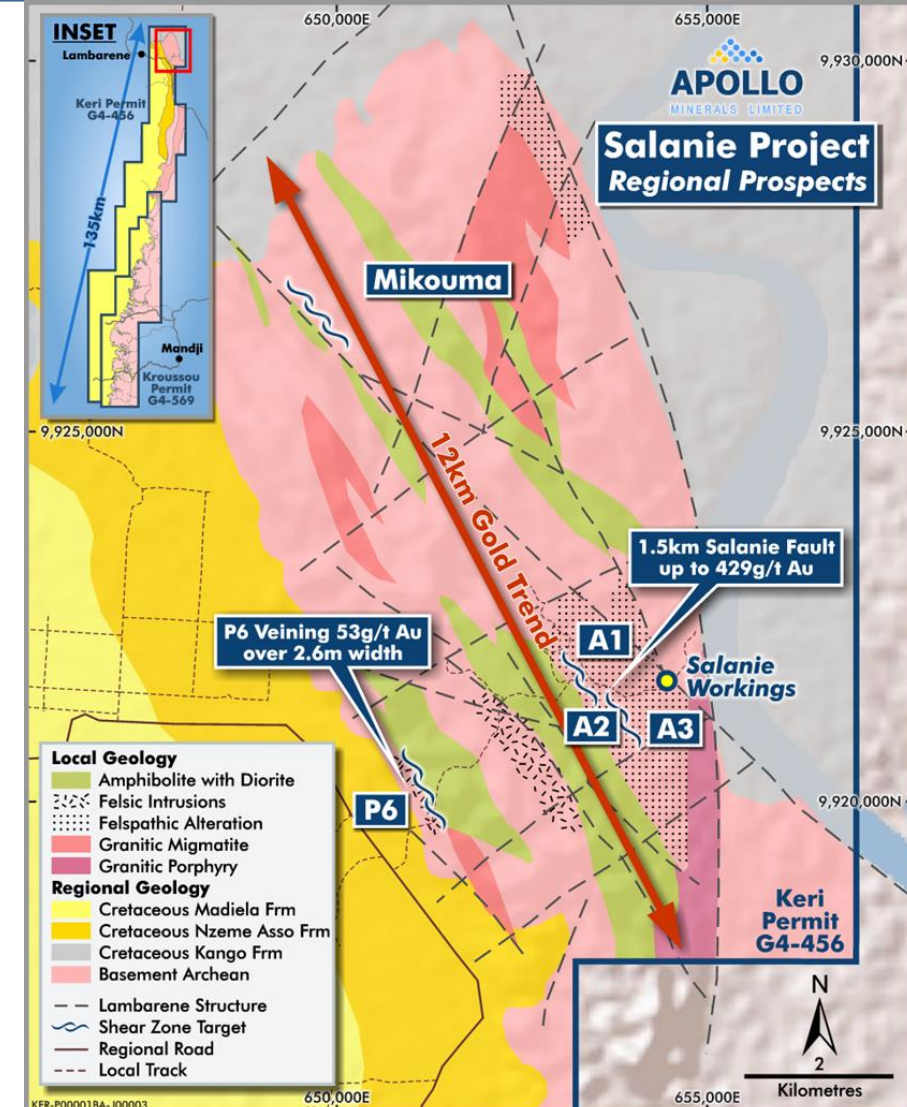 650,000E
655,000E
INSET
Lambarene
Keri Permit
G4-456
135km
Mandji
Kroussou
Permit
G4-569
APOLLO
MINERALS LIMITED
9,930,000N
Salanie Project
Regional Prospects
Mikouma
9,925,000N
9,925,000N
12km Gold Trend
1.5km Salanie Fault
up to 429g/t Au
P6 Veining 53g/t Au
over 2.6m width
A1
Salanie
Workings
A2
A3
P6
9,920,000N
Local Geology
Amphibolite with Diorite
Felsic Intrusions
Felspathic Alteration
Granitic Migmatite
Granitic Porphyry
Regional Geology
Cretaceous Madiela Frm
Cretaceous Nzeme Asso Frm
Cretaceous Kango Frm
Basement Archean
Lambarene Structure
Shear Zone Target
Regional Road
Local Track
Keri
Permit
G4-456
N
2
Kilometres
KER-P00001BA-J00003
650,000E
655,000E